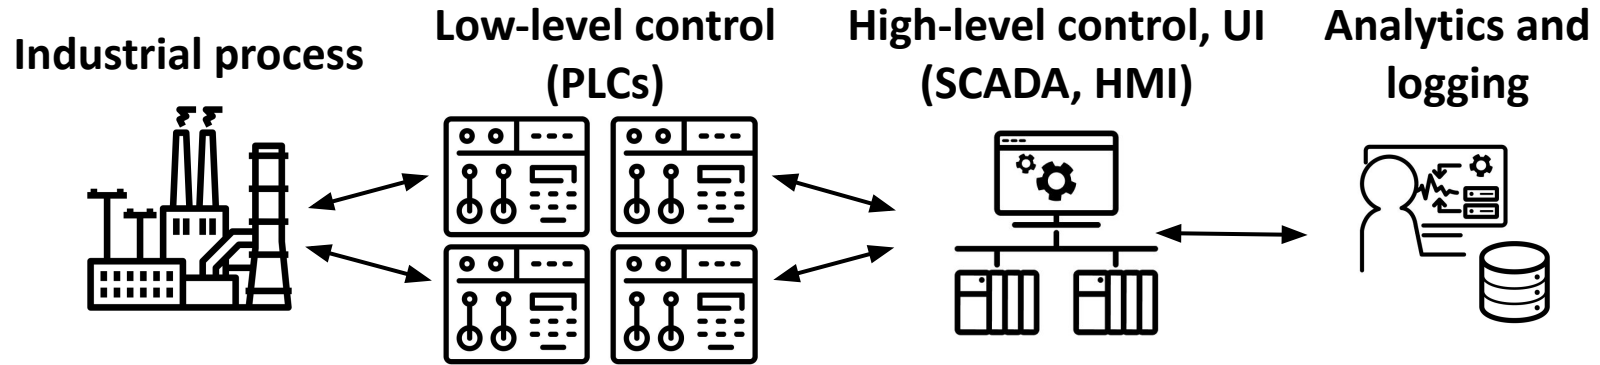 Industrial process
Low-level control
(PLCs)
High-level control, UI
(SCADA, HMI)
Analytics and
logging